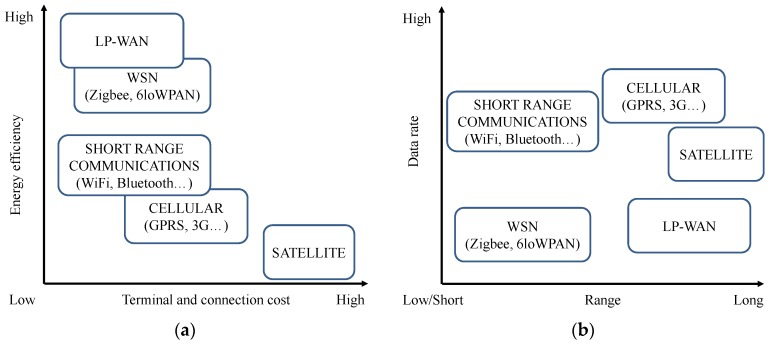 High
LP-WAN
WSN
(Zigbee, 6loWPAN)
Energy efficiency
SHORT RANGE
COMMUNICATIONS
(WiFi, Bluetooth…)
CELLULAR
(GPRS, 3G…)
SATELLITE
Low
Terminal and connection cost
High
(a)
High
CELLULAR
(GPRS, 3G…)
SHORT RANGE
COMMUNICATIONS
(WiFi, Bluetooth…)
Data rate
SATELLITE
WSN
(Zigbee, 6loWPAN)
LP-WAN
Low/Short
Range
Long
(b)